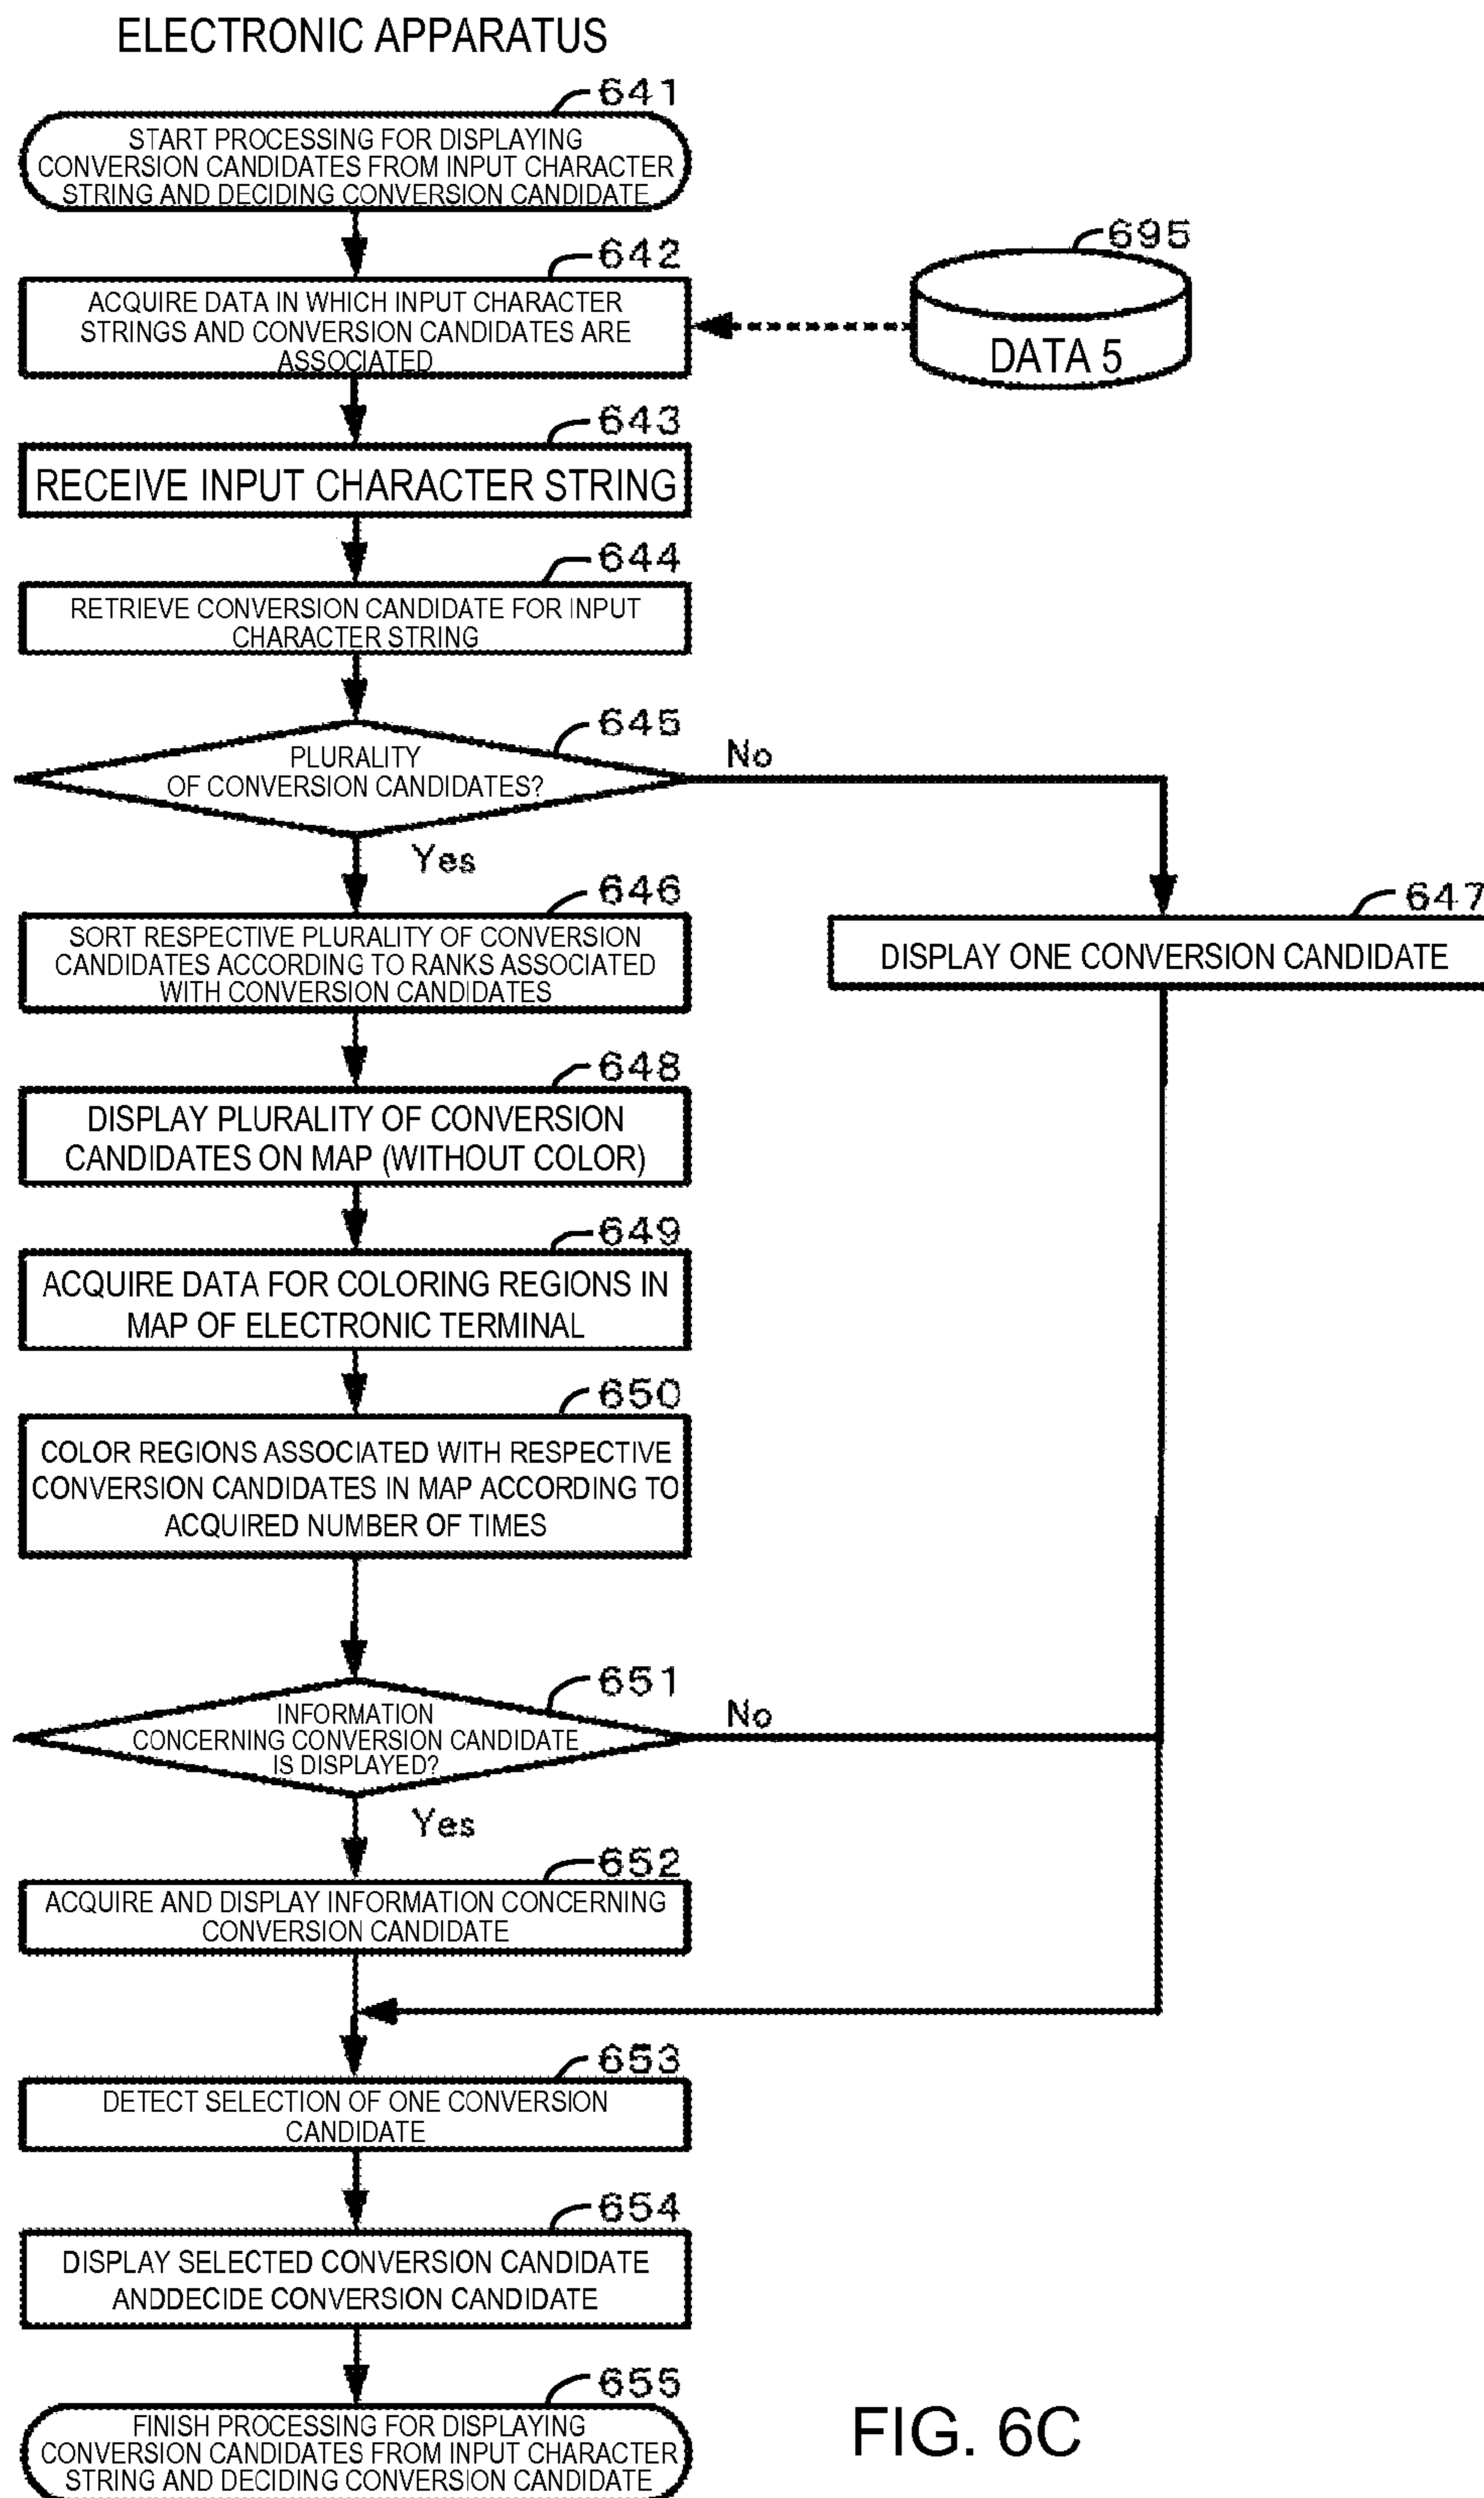 ELECTRONIC APPARATUS
641
START PROCESSING FOR DISPLAYING
CONVERSION CANDIDATES FROM INPUT CHARACTER
STRING AND DECIDING CONVERSION CANDIDATE
642
ACQUIRE DATA IN WHICH INPUT CHARACTER
STRINGS AND CONVERSION CANDIDATES ARE
ASSOCIATED
695
DATA 5
643
RECEIVE INPUT CHARACTER STRING
644
RETRIEVE CONVERSION CANDIDATE FOR INPUT
CHARACTER STRING
645
PLURALITY
OF CONVERSION CANDIDATES?
No
Yes
646
SORT RESPECTIVE PLURALITY OF CONVERSION
CANDIDATES ACCORDING TO RANKS ASSOCIATED
WITH CONVERSION CANDIDATES
647
DISPLAY ONE CONVERSION CANDIDATE
648
DISPLAY PLURALITY OF CONVERSION
CANDIDATES ON MAP (WITHOUT COLOR)
649
ACQUIRE DATA FOR COLORING REGIONS IN
MAP OF ELECTRONIC TERMINAL
650
COLOR REGIONS ASSOCIATED WITH RESPECTIVE
CONVERSION CANDIDATES IN MAP ACCORDING TO
ACQUIRED NUMBER OF TIMES
651
INFORMATION
CONCERNING CONVERSION CANDIDATE
IS DISPLAYED?
No
Yes
652
ACQUIRE AND DISPLAY INFORMATION CONCERNING
CONVERSION CANDIDATE
653
DETECT SELECTION OF ONE CONVERSION
CANDIDATE
654
DISPLAY SELECTED CONVERSION CANDIDATE
ANDDECIDE CONVERSION CANDIDATE
655
FINISH PROCESSING FOR DISPLAYING
CONVERSION CANDIDATES FROM INPUT CHARACTER
STRING AND DECIDING CONVERSION CANDIDATE
FIG. 6C